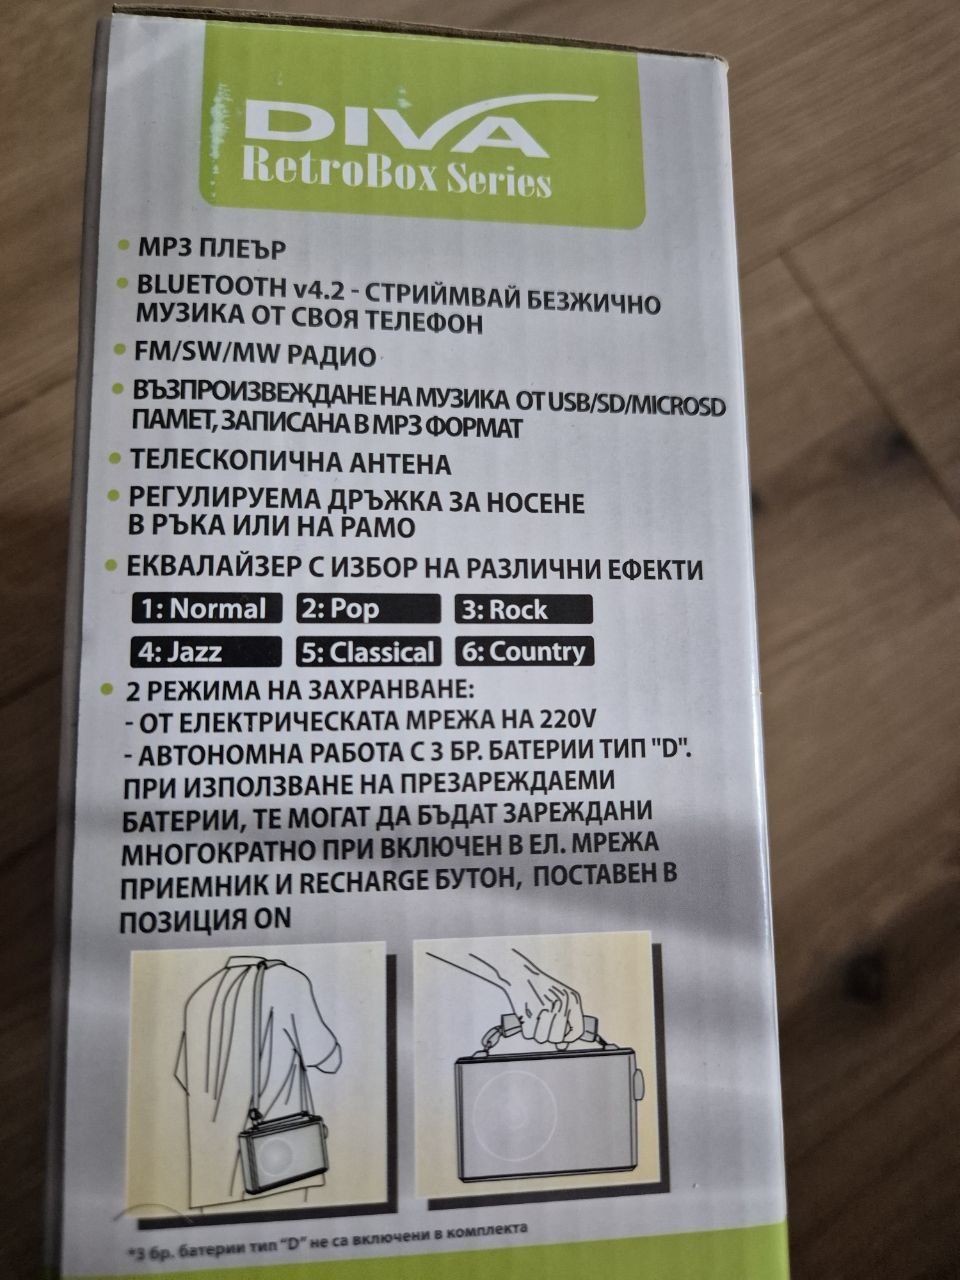 DIVA
RetroBox Series
• МР3 ПЛЕЪР
• BLUETOOTH v4.2 - СТРИЙМВАЙ БЕЗЖИЧНО
МУЗИКА ОТ СВОЯ ТЕЛЕФОН
• FM/SW/MW РАДИО
• ВЪЗПРОИЗВЕЖДАНЕ НА МУЗИКА ОТ USB/SD/MICROSD
ПАМЕТ, ЗАПИСАНА В МР3 ФОРМАТ
• ТЕЛЕСКОПИЧНА АНТЕНА
• РЕГУЛИРУЕМА ДРЪЖКА ЗА НОСЕНЕ
В РЪКА ИЛИ НА РАМО
• ЕКВАЛАЙЗЕР С ИЗБОР НА РАЗЛИЧНИ ЕФЕКТИ
1: Normal 2: Pop 3: Rock
4: Jazz 5: Classical 6: Country
• 2 РЕЖИМА НА ЗАХРАНВАНЕ:
- ОТ ЕЛЕКТРИЧЕСКАТА МРЕЖА НА 220V
- АВТОНОМНА РАБОТА С 3 БР. БАТЕРИИ ТИП "D".
ПРИ ИЗПОЛЗВАНЕ НА ПРЕЗАРЕЖДАЕМИ
БАТЕРИИ, ТЕ МОГАТ ДА БЪДАТ ЗАРЕЖДАНИ
МНОГОКРАТНО ПРИ ВКЛЮЧЕН В ЕЛ. МРЕЖА
ПРИЕМНИК И RECHARGE БУТОН, ПОСТАВЕН В
ПОЗИЦИЯ ON
*3 бр. батерии тип "D" не са включени в комплекта